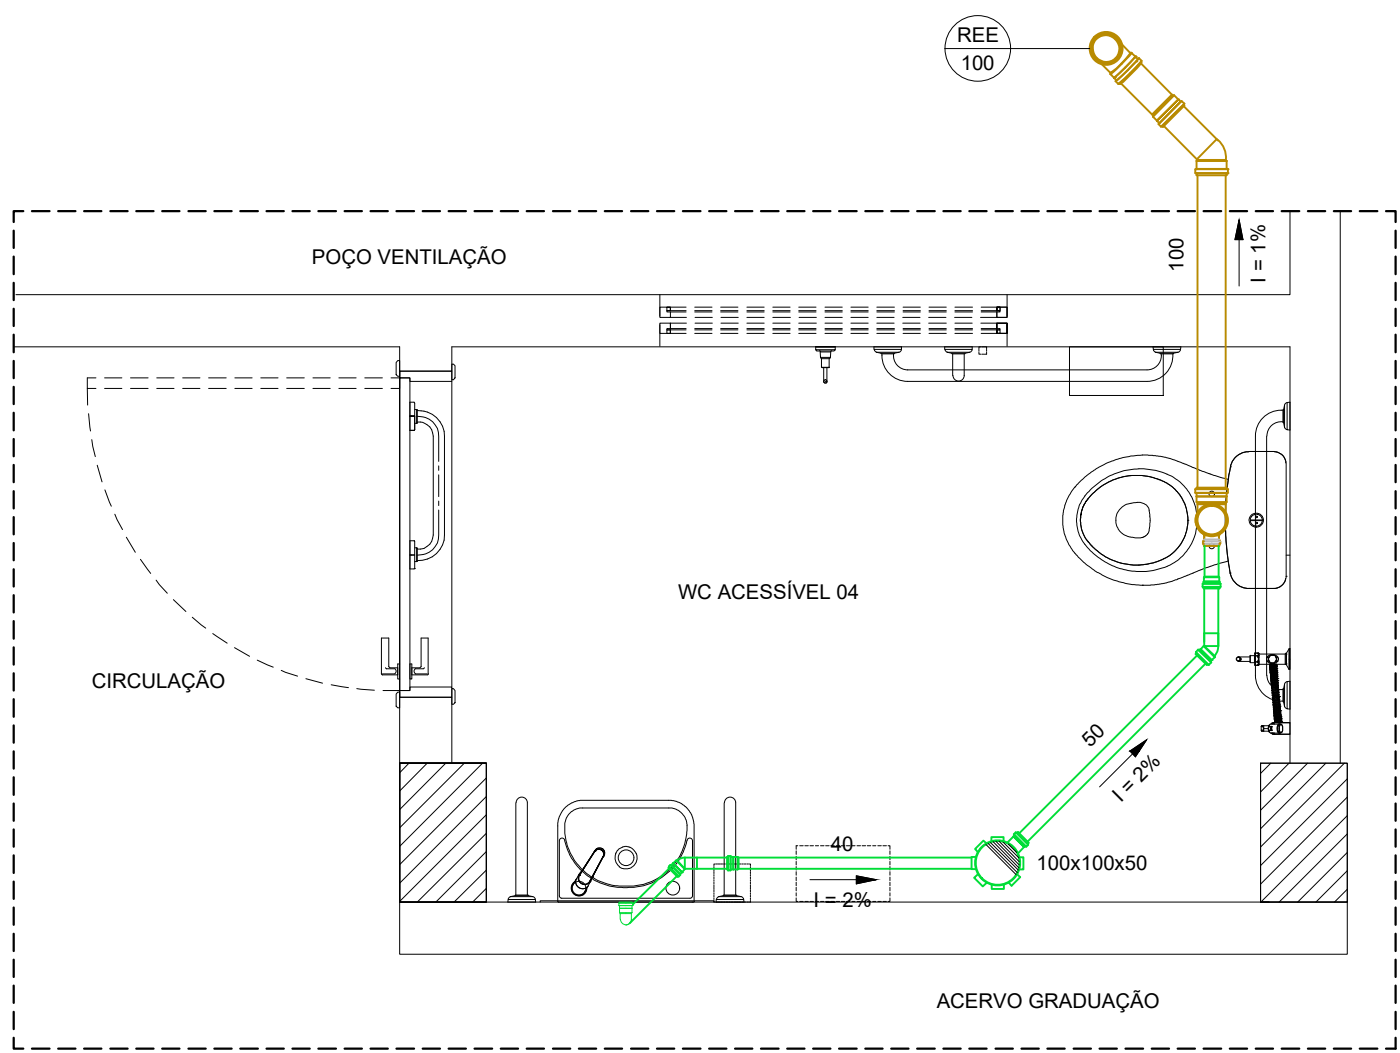 REE
100
POÇO VENTILAÇÃO
100
I = 1%
WC ACESSÍVEL 04
CIRCULAÇÃO
50
I = 2%
40
I = 2%
100x100x50
ACERVO GRADUAÇÃO